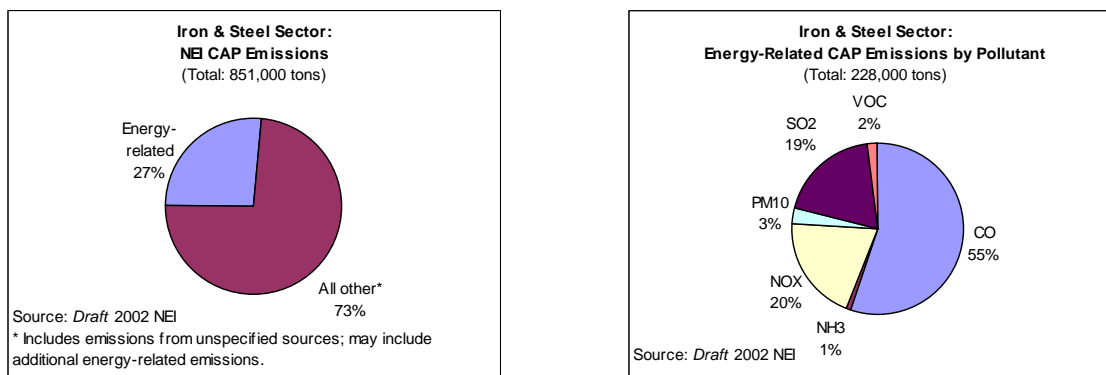 Iron & Steel Sector:
NEI CAP Emissions
(Total: 851,000 tons)
Energy-
related
27%
All other*
73%
Source: Draft 2002 NEI
* Includes emissions from unspecified sources; may include
additional energy-related emissions.
Iron & Steel Sector:
Energy-Related CAP Emissions by Pollutant
(Total: 228,000 tons)
VOC
2%
SO2
19%
PM10
3%
CO
55%
NOX
20%
NH3
1%
Source: Draft 2002 NEI